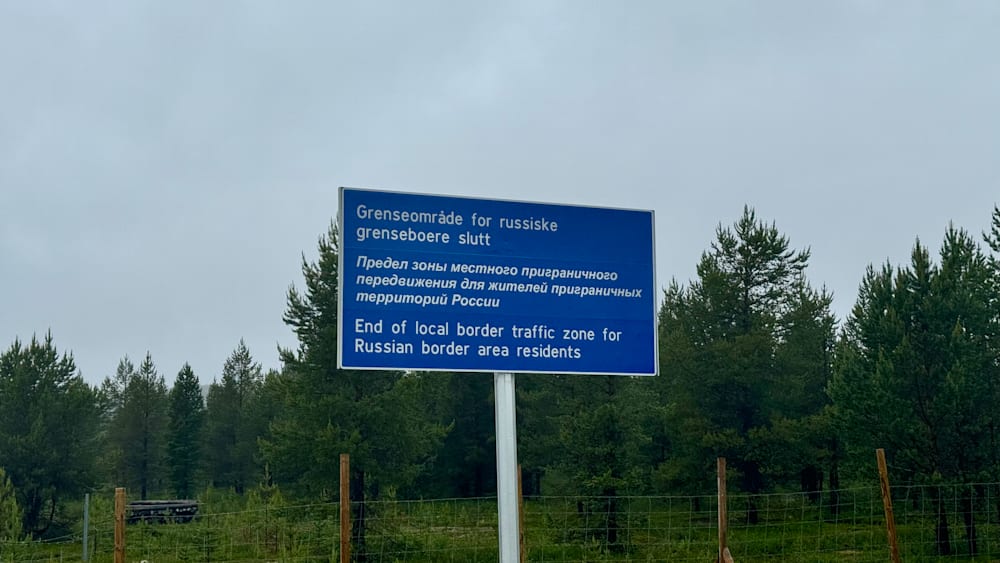 Grenseområde for russiske
grenseboere slutt
Предел зоны местного приграничного
передвижения для жителей приграничных
территорий России
End of local border traffic zone for
Russian border area residents